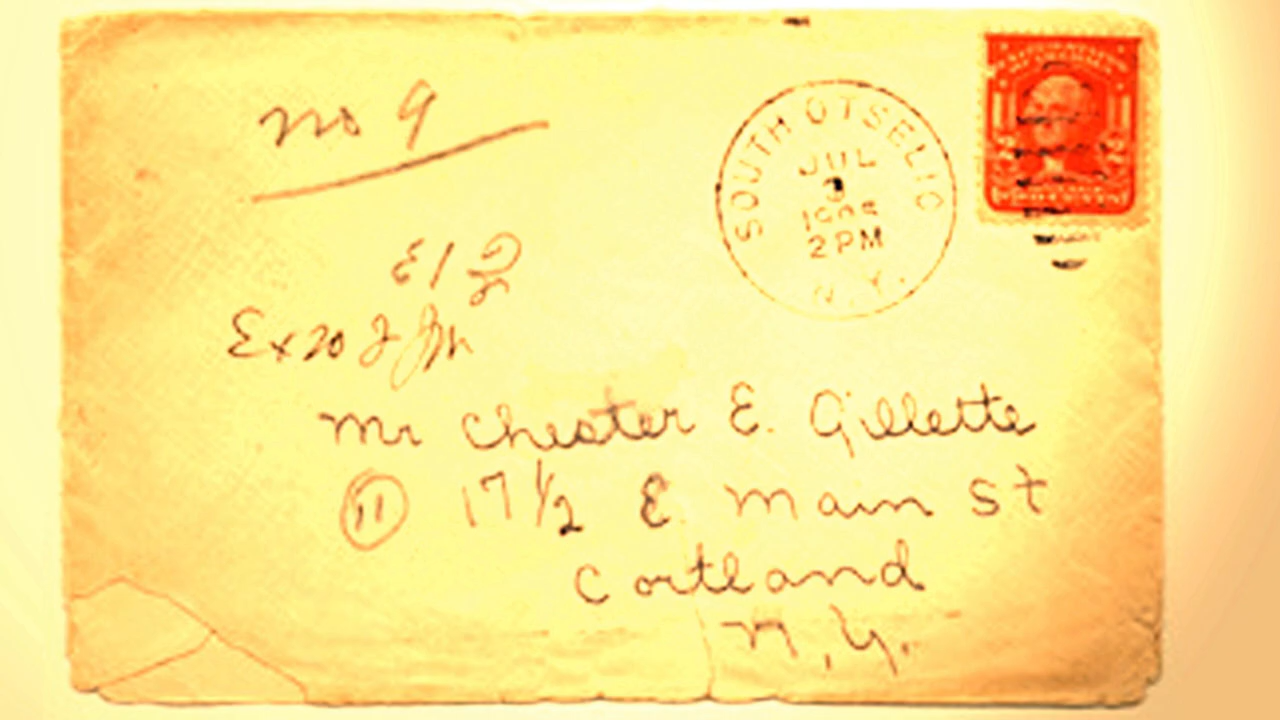 no 9
SOUTH OTSELIC
JUL
2 PM
N.Y.
Ex 20
Mr Chester E. Gillette
11 17 1/2 E. Main St
Cortland
N.Y.